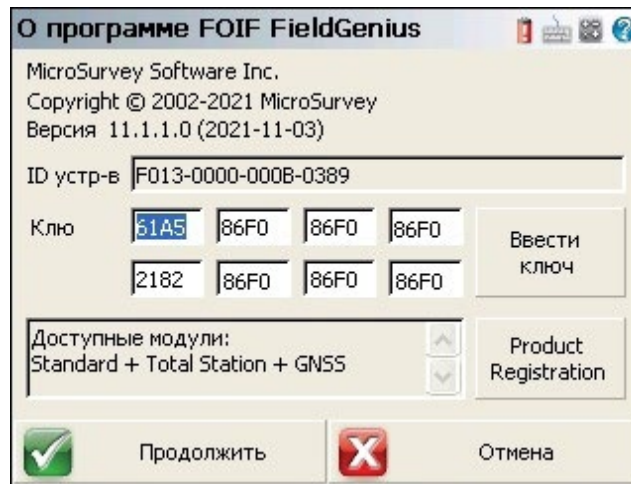 О программе FOIF FieldGenius
MicroSurvey Software Inc.
Copyright © 2002-2021 MicroSurvey
Версия 11.1.1.0 (2021-11-03)
ID устр-в F013-0000-000B-0389
Клю 61A5 86F0 86F0 86F0
2182 86F0 86F0 86F0
Ввести
ключ
Доступные модули:
Standard + Total Station + GNSS
Product
Registration
Продолжить
Отмена